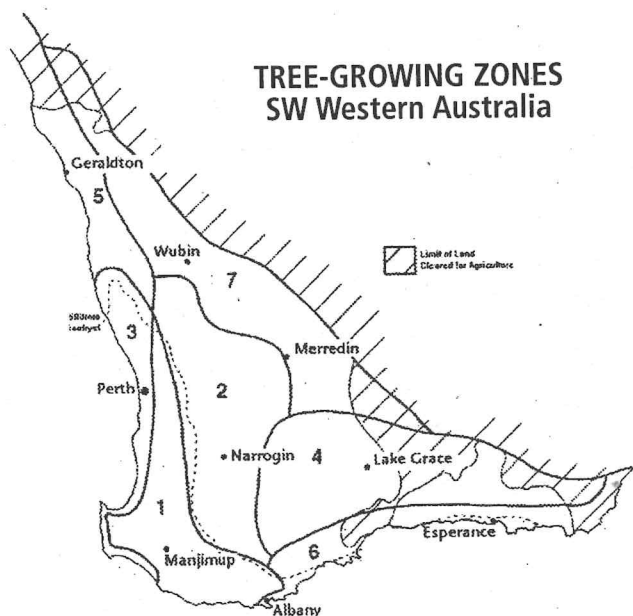 TREE-GROWING ZONES
SW Western Australia
Geraldton
5
Wubin
7
Limit of Land
Cleared for Agriculture
3
Merredin
Perth
2
Narrogin
4
Lake Grace
1
Esperance
6
Manjimup
Albany